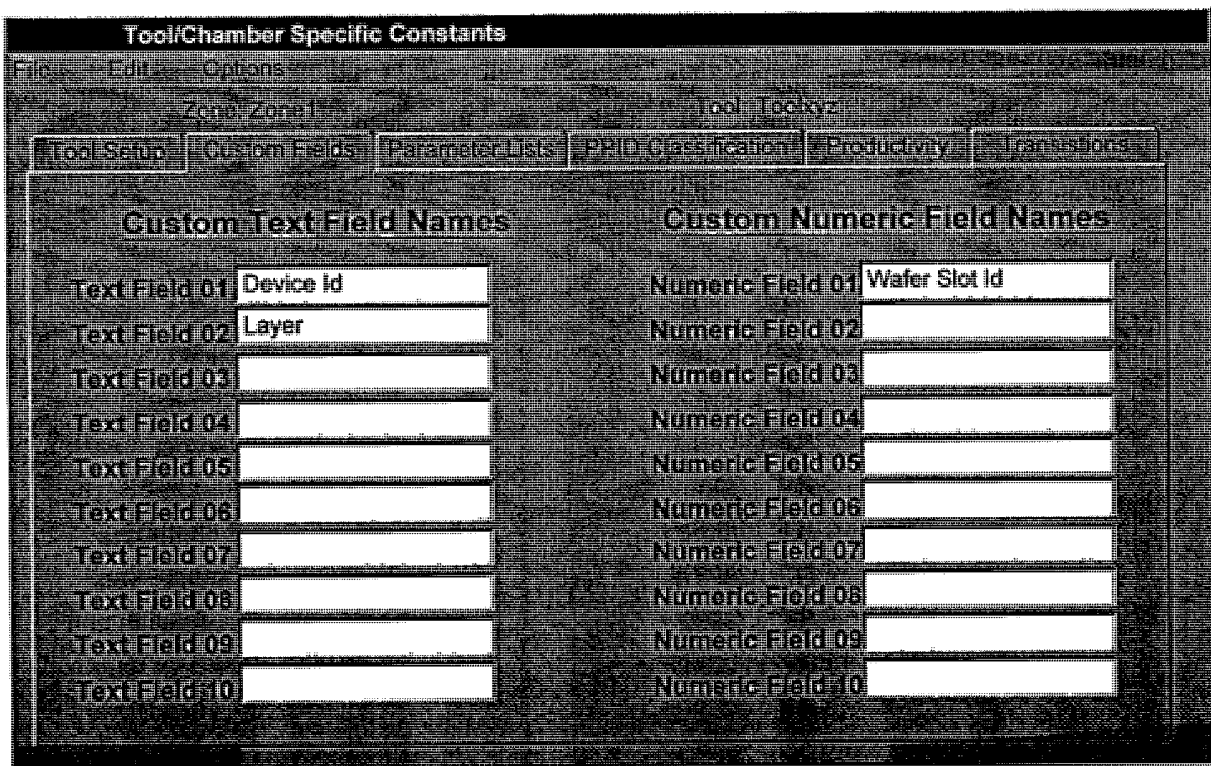 Tool/Chamber Specific Constants
File Edit Options
Zone: Zone1
Tool Setup Custom Fields Parameter Lists PHID Classification Productivity Transistors
Custom Text Field Names Custom Numeric Field Names
Text Field 01 Device Id Numeric Field 01 Wafer Slot Id
Text Field 02 Layer Numeric Field 02
Text Field 03 Numeric Field 03
Text Field 04 Numeric Field 04
Text Field 05 Numeric Field 05
Text Field 06 Numeric Field 06
Text Field 07 Numeric Field 07
Text Field 08 Numeric Field 08
Text Field 09 Numeric Field 09
Text Field 10 Numeric Field 10